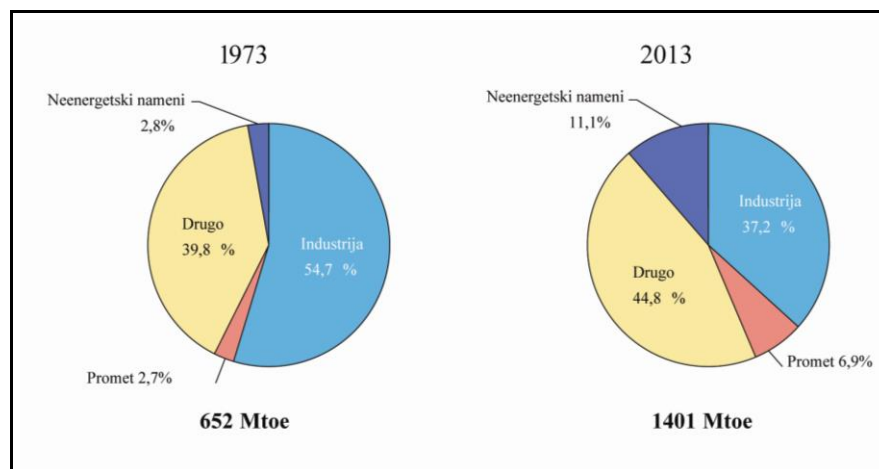 1973
Neenergetski nameni
2,8%
Drugo
39,8 %
Industrija
54,7 %
Promet 2,7%
652 Mtoe
2013
Neenergetski nameni
11,1%
Industrija
37,2 %
Drugo
44,8 %
Promet 6,9%
1401 Mtoe